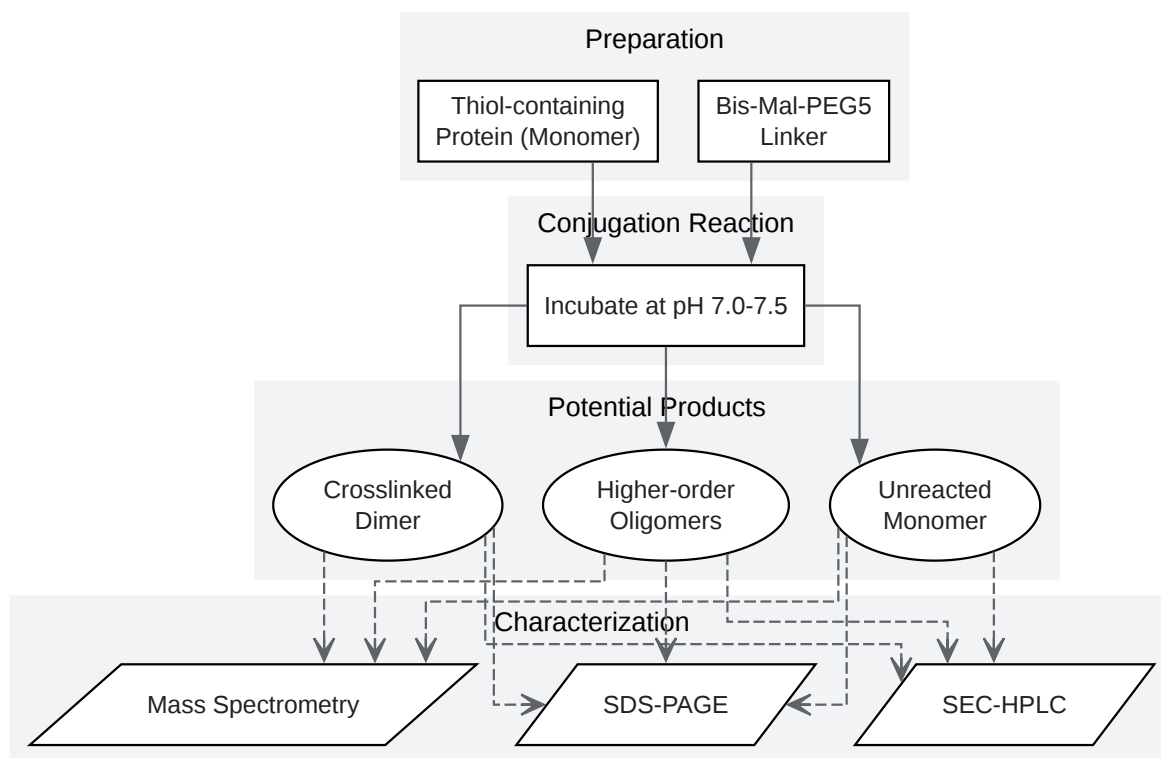 Preparation
Thiol-containing
Protein (Monomer)
Bis-Mal-PEG5
Linker
Conjugation Reaction
Incubate at pH 7.0-7.5
Potential Products
Crosslinked
Dimer
Higher-order
Oligomers
Unreacted
Monomer
Characterization
Mass Spectrometry
SDS-PAGE
SEC-HPLC